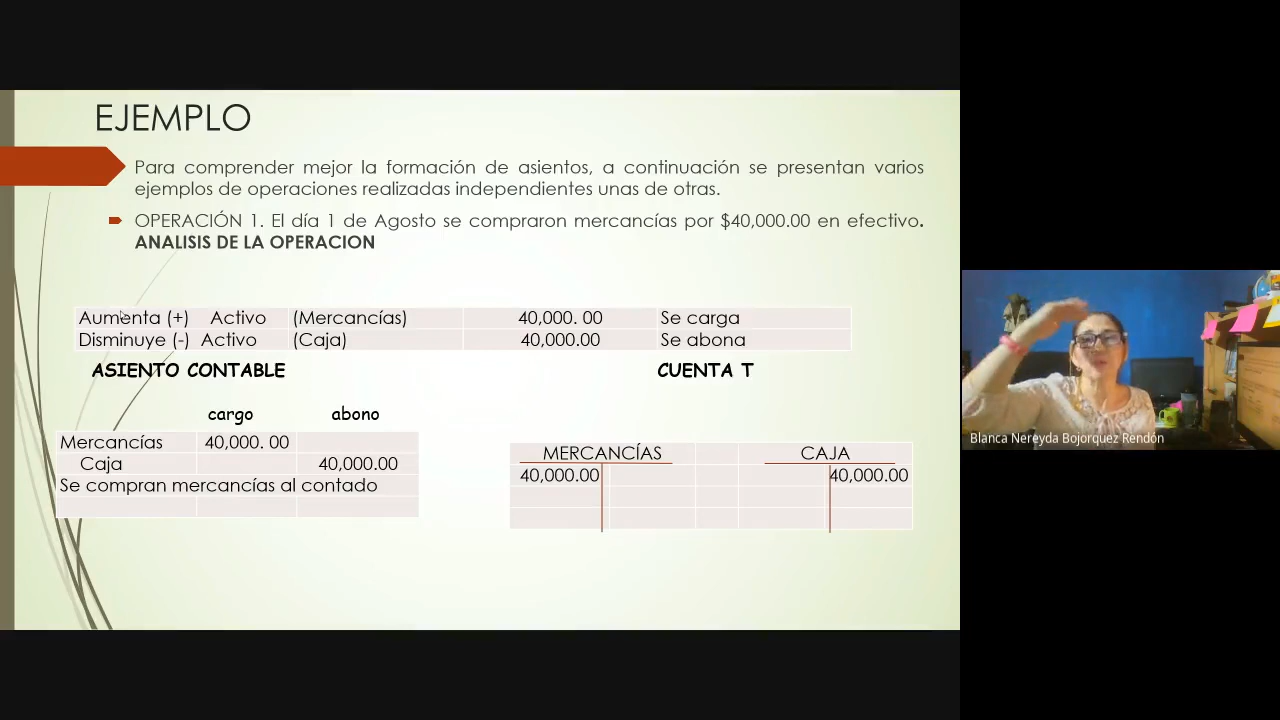 EJEMPLO
Para comprender mejor la formación de asientos, a continuación se presentan varios
ejemplos de operaciones realizadas independientes unas de otras.
OPERACIÓN 1. El día 1 de Agosto se compraron mercancías por $40,000.00 en efectivo.
ANALISIS DE LA OPERACION
Aumenta (+) Activo (Mercancías) 40,000. 00 Se carga
Disminuye (-) Activo (Caja) 40,000.00 Se abona
ASIENTO CONTABLE CUENTA T
cargo abono
Mercancías 40,000. 00
Caja 40,000.00
Se compran mercancías al contado
MERCANCÍAS CAJA
40,000.00 40,000.00
Blanca Nereyda Bojorquez Rendón